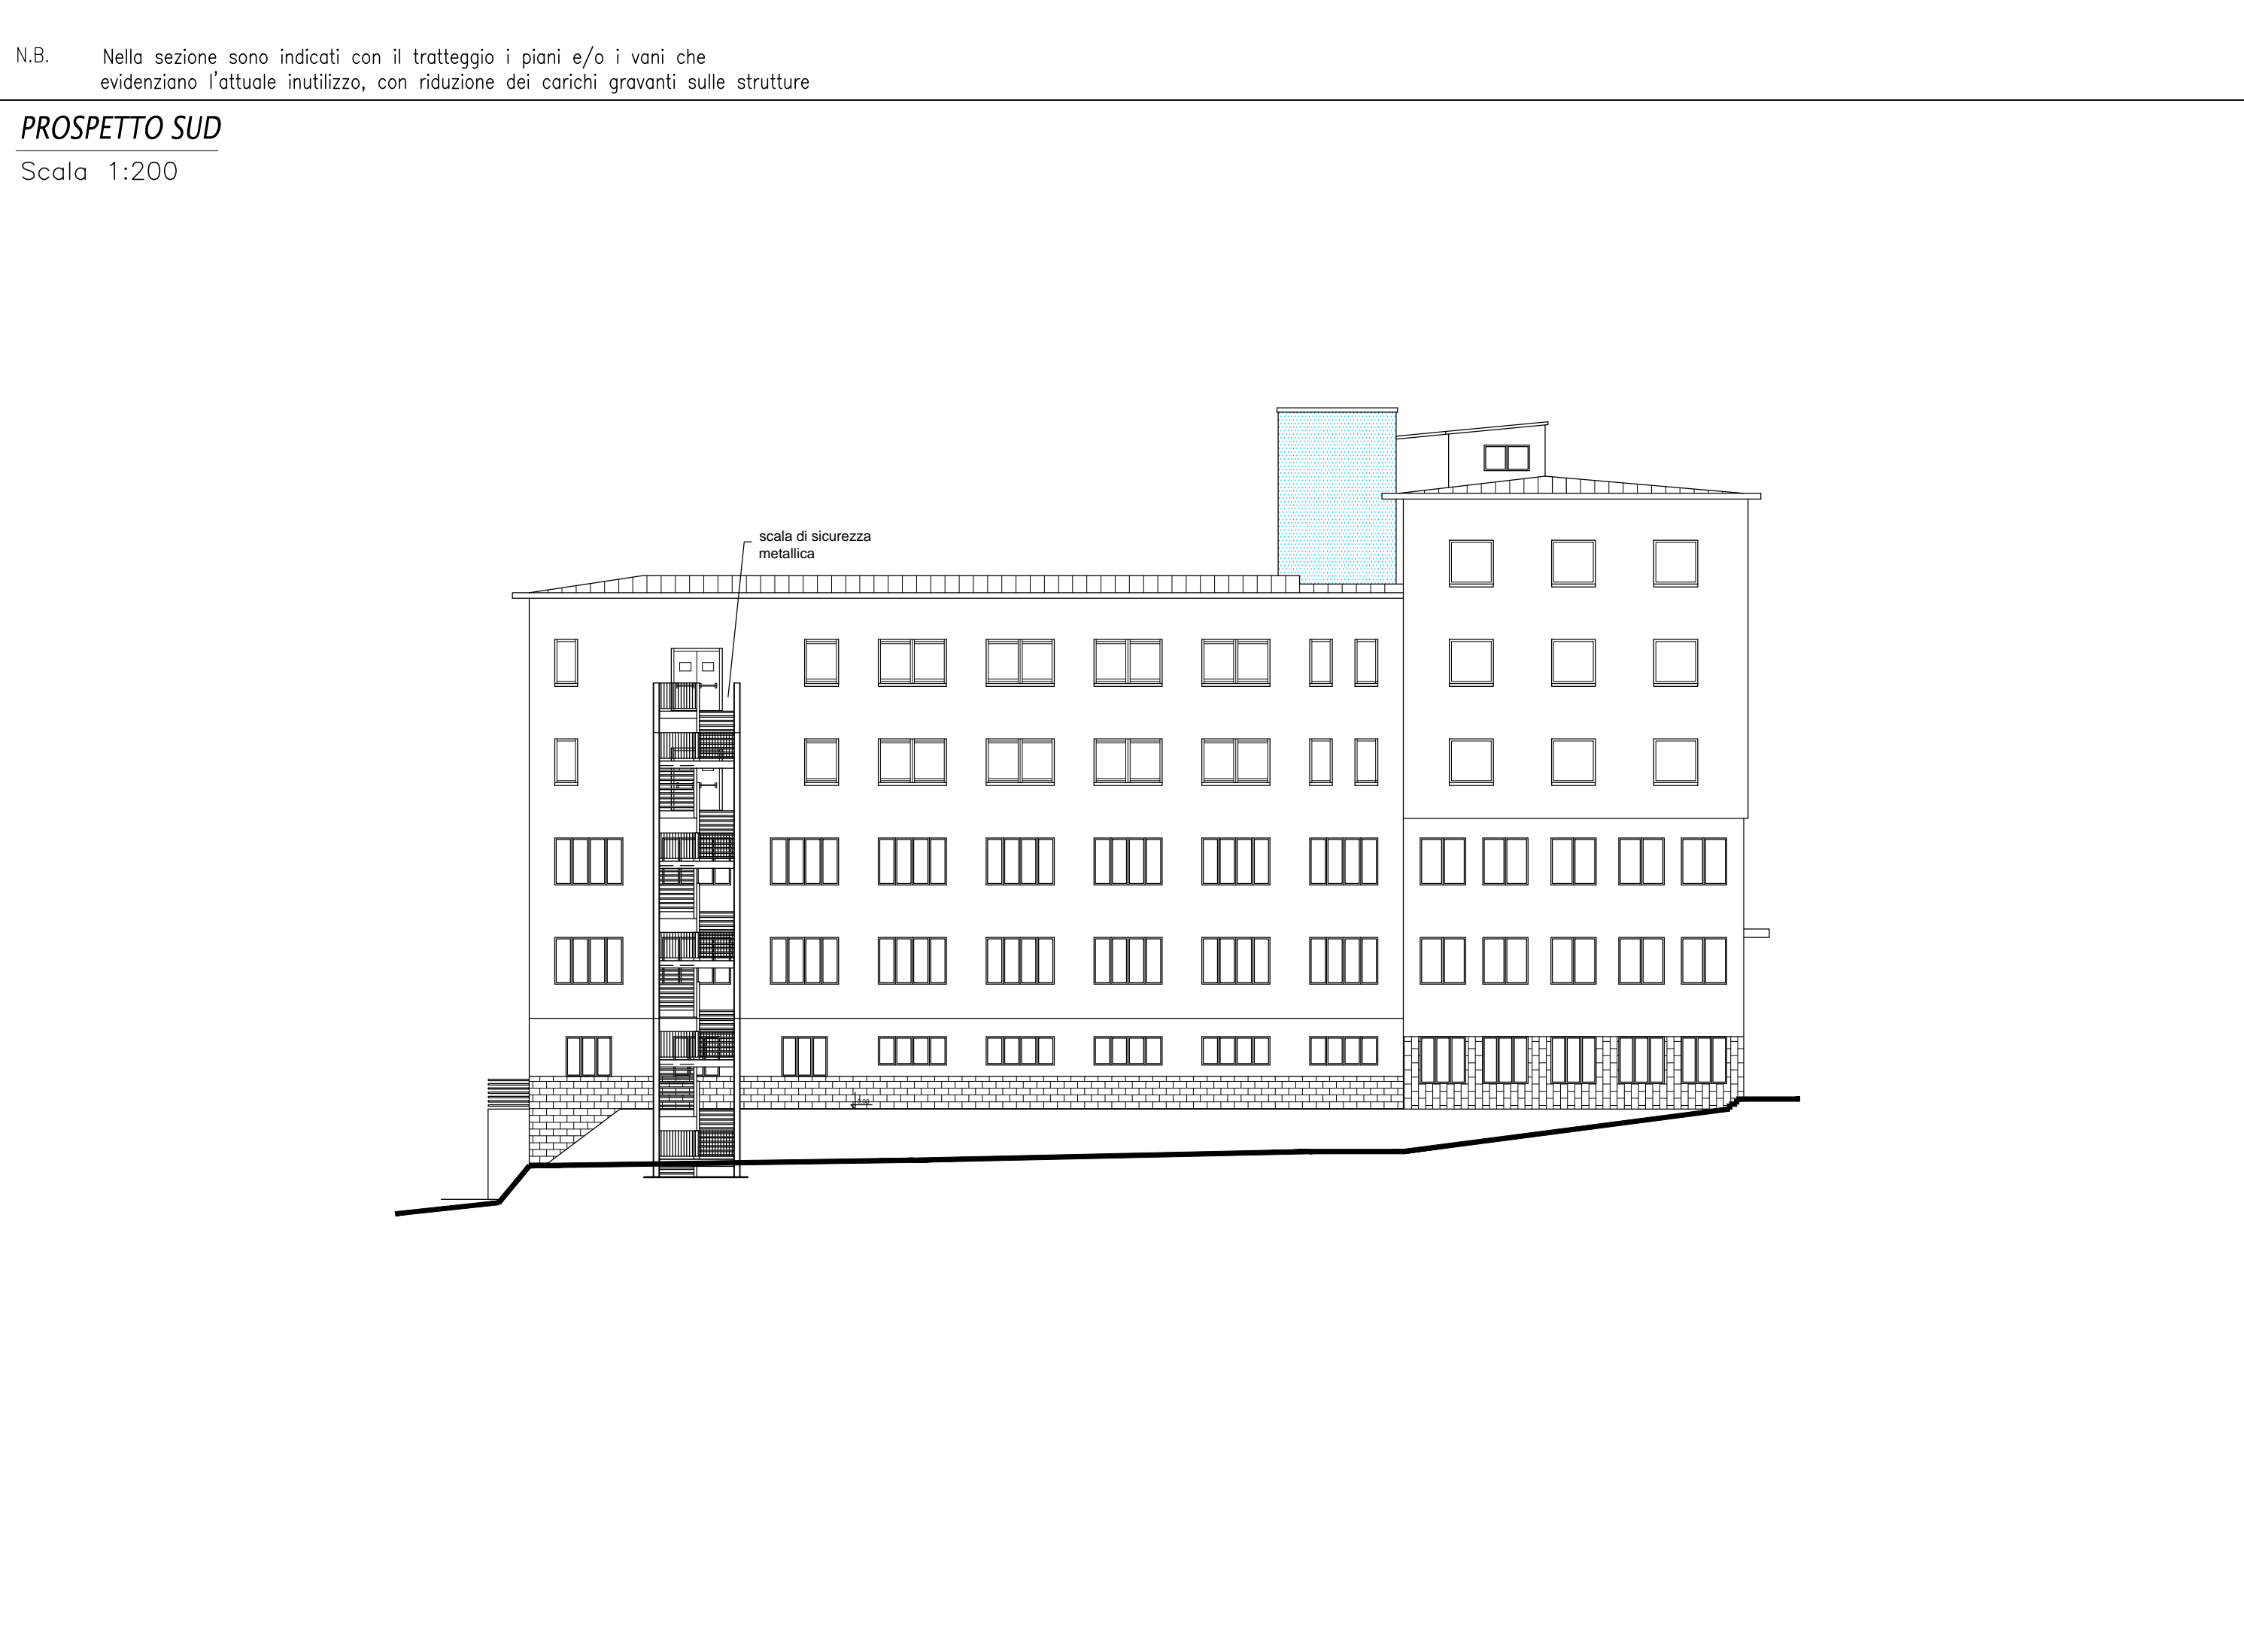 N.B. Nella sezione sono indicati con il tratteggio i piani e/o i vani che
evidenziano l'attuale inutilizzo, con riduzione dei carichi gravanti sulle strutture
PROSPETTO SUD
Scala 1:200
scala di sicurezza
metallica